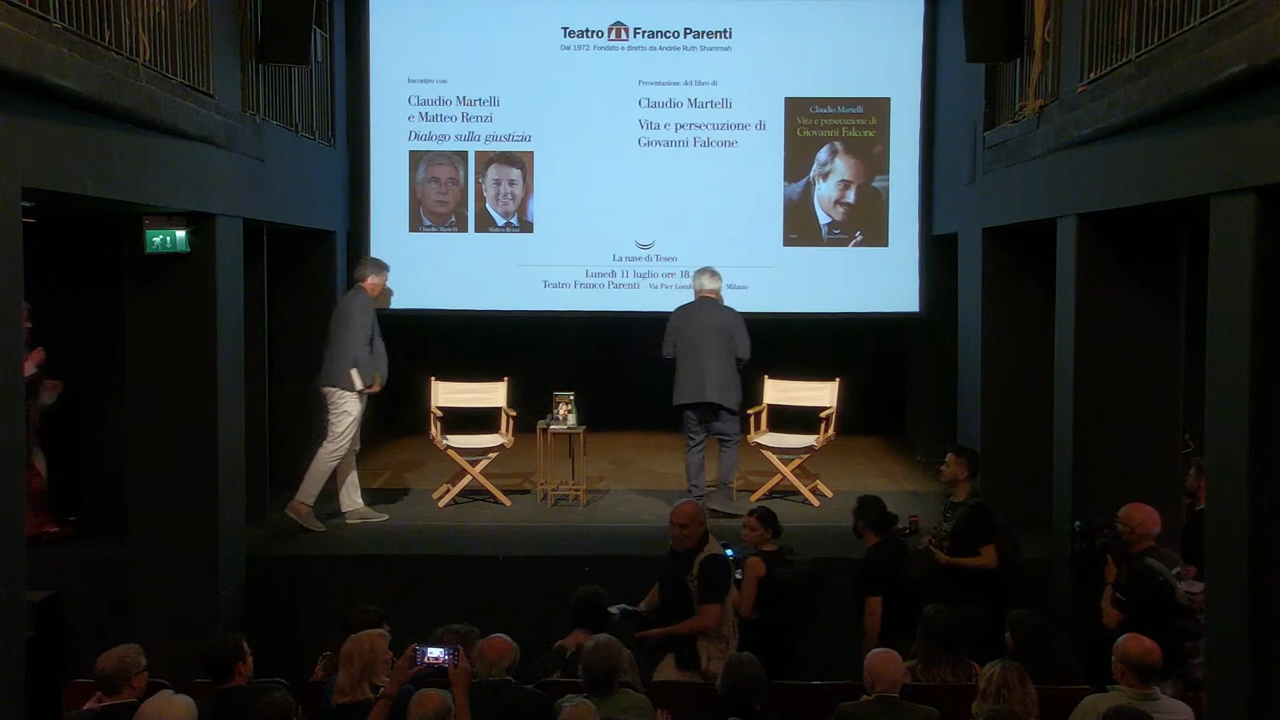 Teatro Franco Parenti
Dal 1972. Fondato e diretto da Andrée Ruth Shammah
Incontro con
Claudio Martelli
e Matteo Renzi
Dialogo sulla giustizia
Claudio Martelli
Matteo Renzi
Presentazione del libro di
Claudio Martelli
Vita e persecuzione di
Giovanni Falcone
Claudio Martelli
Vita e persecuzione di
Giovanni Falcone
La nave di Teseo
Lunedì 11 luglio ore 18.
Teatro Franco Parenti Via Pier Milano